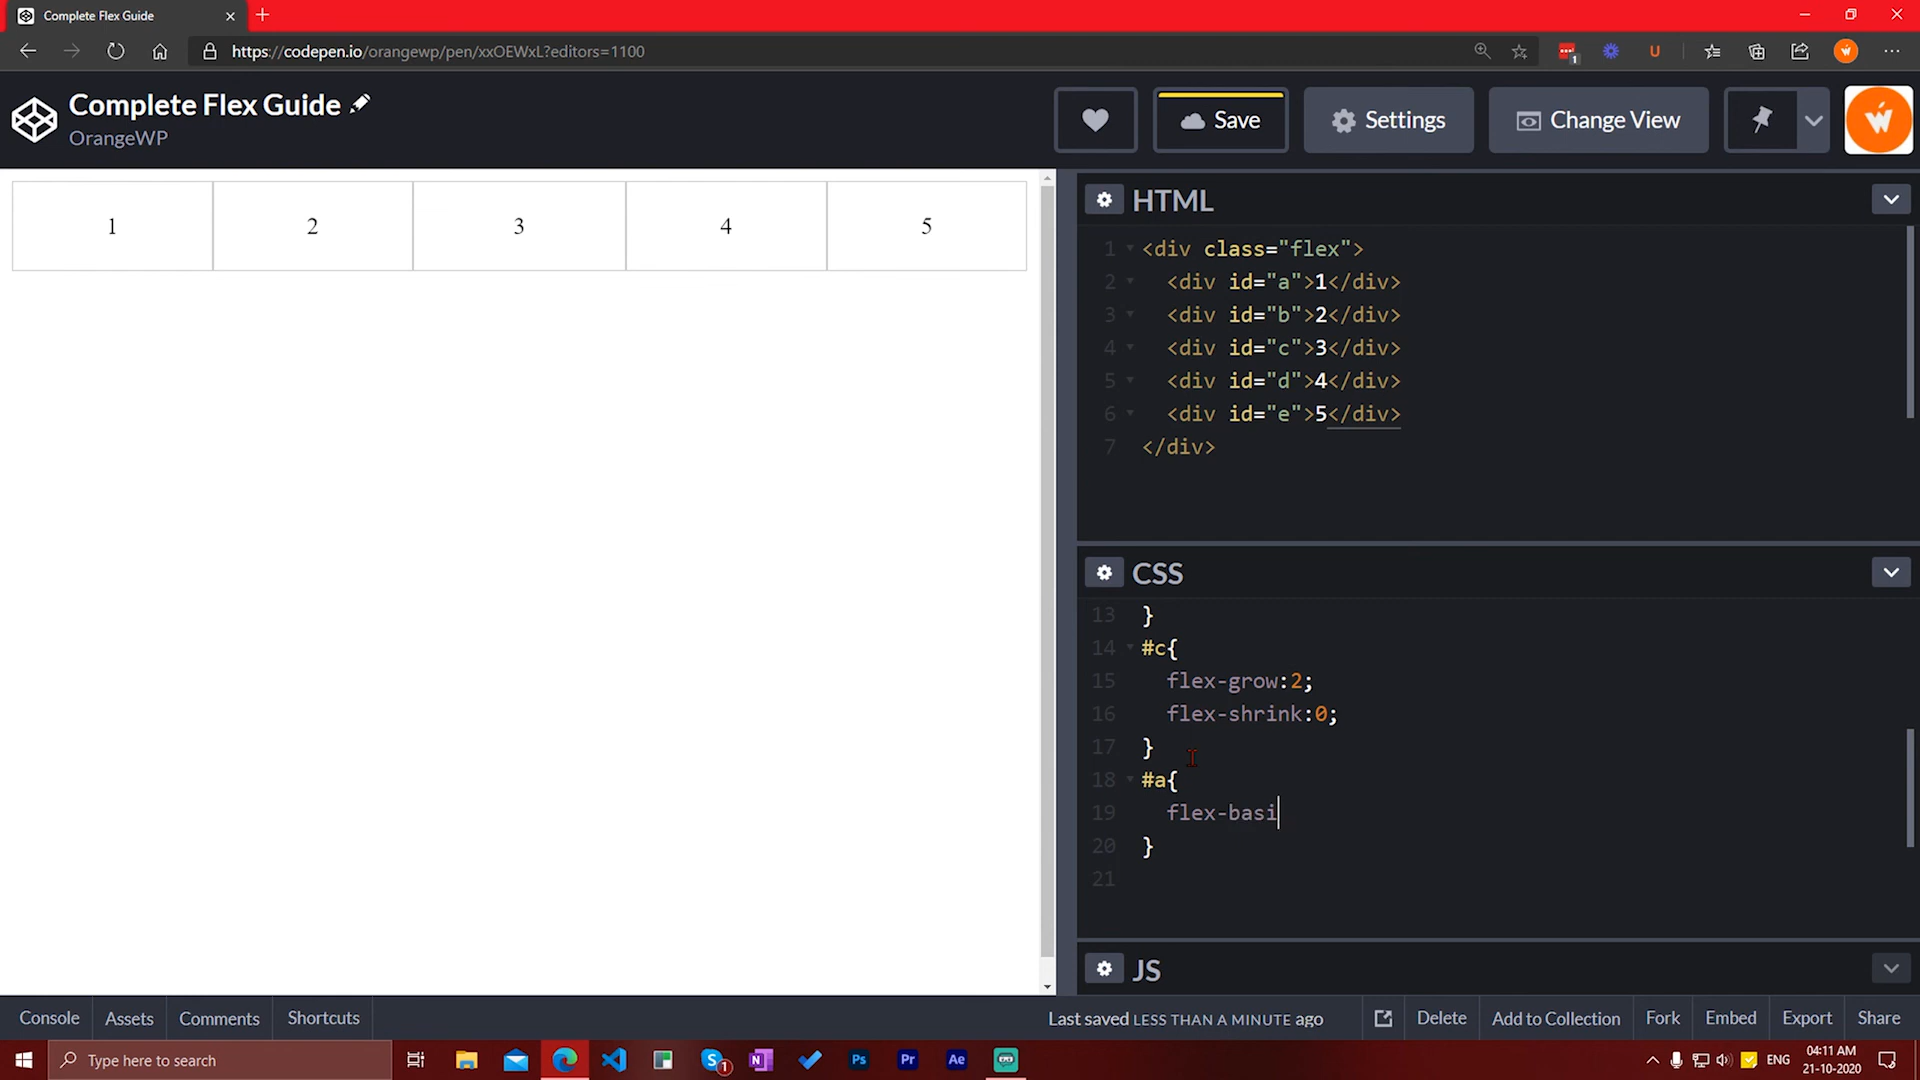 Complete Flex Guide
https://codepen.io/orangewp/pen/xxOEWxL?editors=1100
1
Complete Flex Guide
OrangeWP
Save
Settings
Change View
1 2 3 4 5
HTML
1 <div class="flex">
2 <div id="a">1</div>
3 <div id="b">2</div>
4 <div id="c">3</div>
5 <div id="d">4</div>
6 <div id="e">5</div>
7 </div>
CSS
13 }
14 #c{
15 flex-grow:2;
16 flex-shrink:0;
17 }
18 #a{
19 flex-basi
20 }
21
JS
Console Assets Comments Shortcuts Last saved LESS THAN A MINUTE ago Delete Add to Collection Fork Embed Export Share
Type here to search
S 1 N Ps Pr Ae
ENG
04:11 AM
21-10-2020